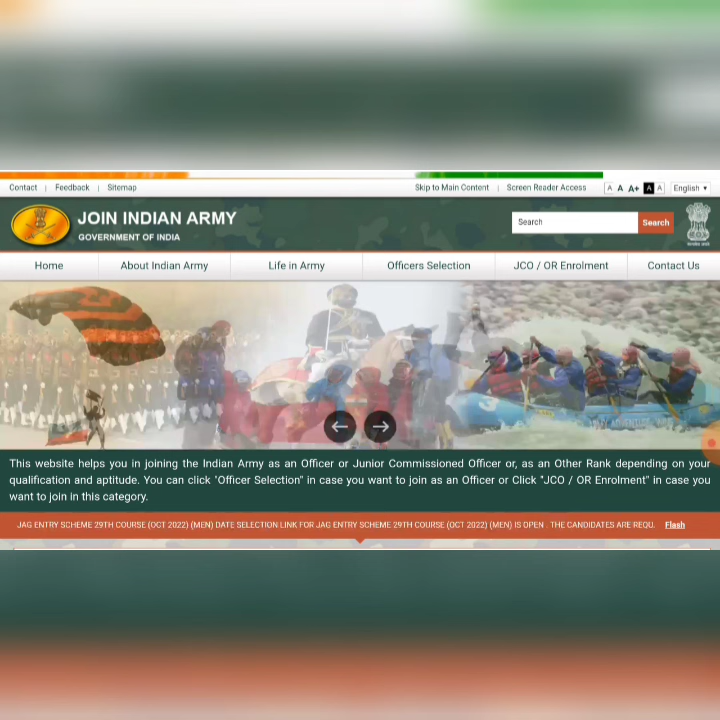 Contact | Feedback | Sitemap Skip to Main Content | Screen Reader Access A A A+ A A English
JOIN INDIAN ARMY
GOVERNMENT OF INDIA
Search Search
Home About Indian Army Life in Army Officers Selection JCO / OR Enrolment Contact Us
This website helps you in joining the Indian Army as an Officer or Junior Commissioned Officer or, as an Other Rank depending on your
qualification and aptitude. You can click "Officer Selection" in case you want to join as an Officer or Click "JCO / OR Enrolment" in case you
want to join in this category.
JAG ENTRY SCHEME 29TH COURSE (OCT 2022) (MEN) DATE SELECTION LINK FOR JAG ENTRY SCHEME 29TH COURSE (OCT 2022) (MEN) IS OPEN . THE CANDIDATES ARE REQU. Flash